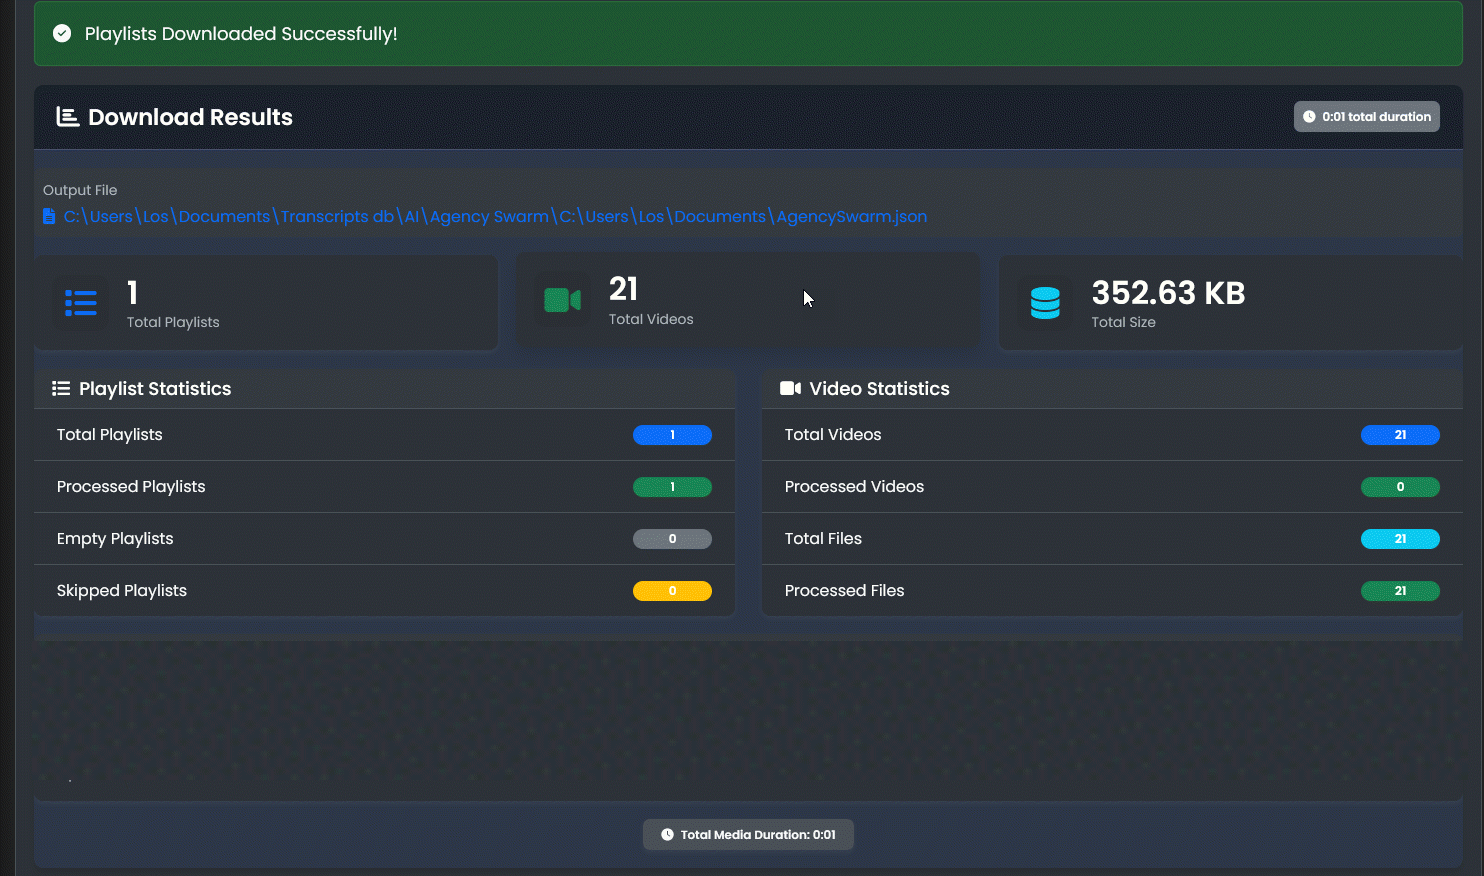 Playlists Downloaded Successfully!
Download Results
0:01 total duration
Output File
C:\Users\Los\Documents\Transcripts db\AI\Agency Swarm\C:\Users\Los\Documents\AgencySwarm.json
1
Total Playlists
21
Total Videos
352.63 KB
Total Size
Playlist Statistics
Total Playlists 1
Processed Playlists 1
Empty Playlists 0
Skipped Playlists 0
Video Statistics
Total Videos 21
Processed Videos 0
Total Files 21
Processed Files 21
Total Media Duration: 0:01